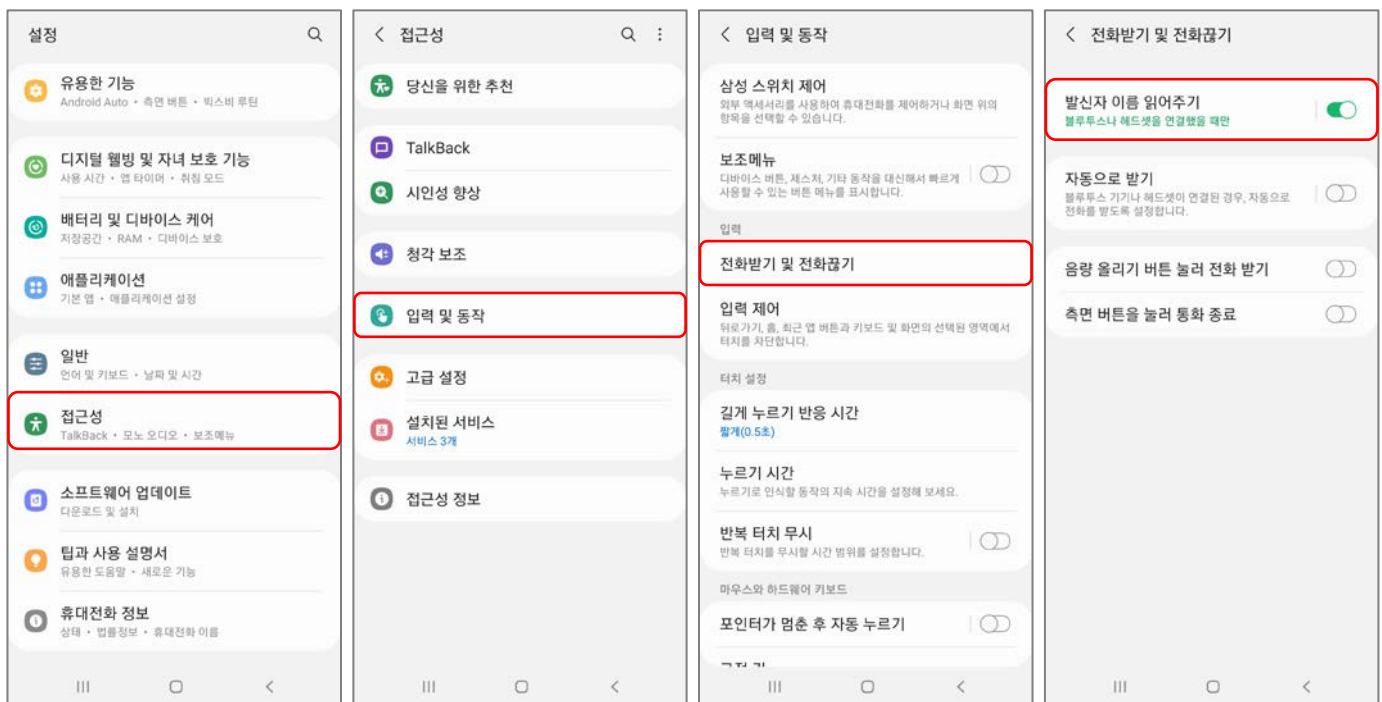 설정
유용한 기능
Android Auto • 측면 버튼 • 빅스비 루틴
디지털 웰빙 및 자녀 보호 기능
사용 시간 • 앱 타이머 • 취침 모드
배터리 및 디바이스 케어
저장공간 • RAM • 디바이스 보호
애플리케이션
기본 앱 • 애플리케이션 설정
일반
언어 및 키보드 • 날짜 및 시간
접근성
TalkBack • 모노 오디오 • 보조메뉴
소프트웨어 업데이트
다운로드 및 설치
팁과 사용 설명서
유용한 도움말 • 새로운 기능
휴대전화 정보
상태 • 법률정보 • 휴대전화 이름
접근성
당신을 위한 추천
TalkBack
시인성 향상
청각 보조
입력 및 동작
고급 설정
설치된 서비스
서비스 3개
접근성 정보
입력 및 동작
삼성 스위치 제어
외부 액세서리를 사용하여 휴대전화를 제어하거나 화면 위의
항목을 선택할 수 있습니다.
보조메뉴
디바이스 버튼, 제스처, 기타 동작을 대신해서 빠르게
사용할 수 있는 버튼 메뉴를 표시합니다.
입력
전화받기 및 전화끊기
입력 제어
뒤로가기, 홈, 최근 앱 버튼과 키보드 및 화면의 선택된 영역에서
터치를 차단합니다.
터치 설정
길게 누르기 반응 시간
짧게(0.5초)
누르기 시간
누르기로 인식할 동작의 지속 시간을 설정해 보세요.
반복 터치 무시
반복 터치를 무시할 시간 범위를 설정합니다.
마우스와 하드웨어 키보드
포인터가 멈춘 후 자동 누르기
전화받기 및 전화끊기
발신자 이름 읽어주기
블루투스나 헤드셋을 연결했을 때만
자동으로 받기
블루투스 기기나 헤드셋이 연결된 경우, 자동으로
전화를 받도록 설정합니다.
음량 올리기 버튼 눌러 전화 받기
측면 버튼을 눌러 통화 종료